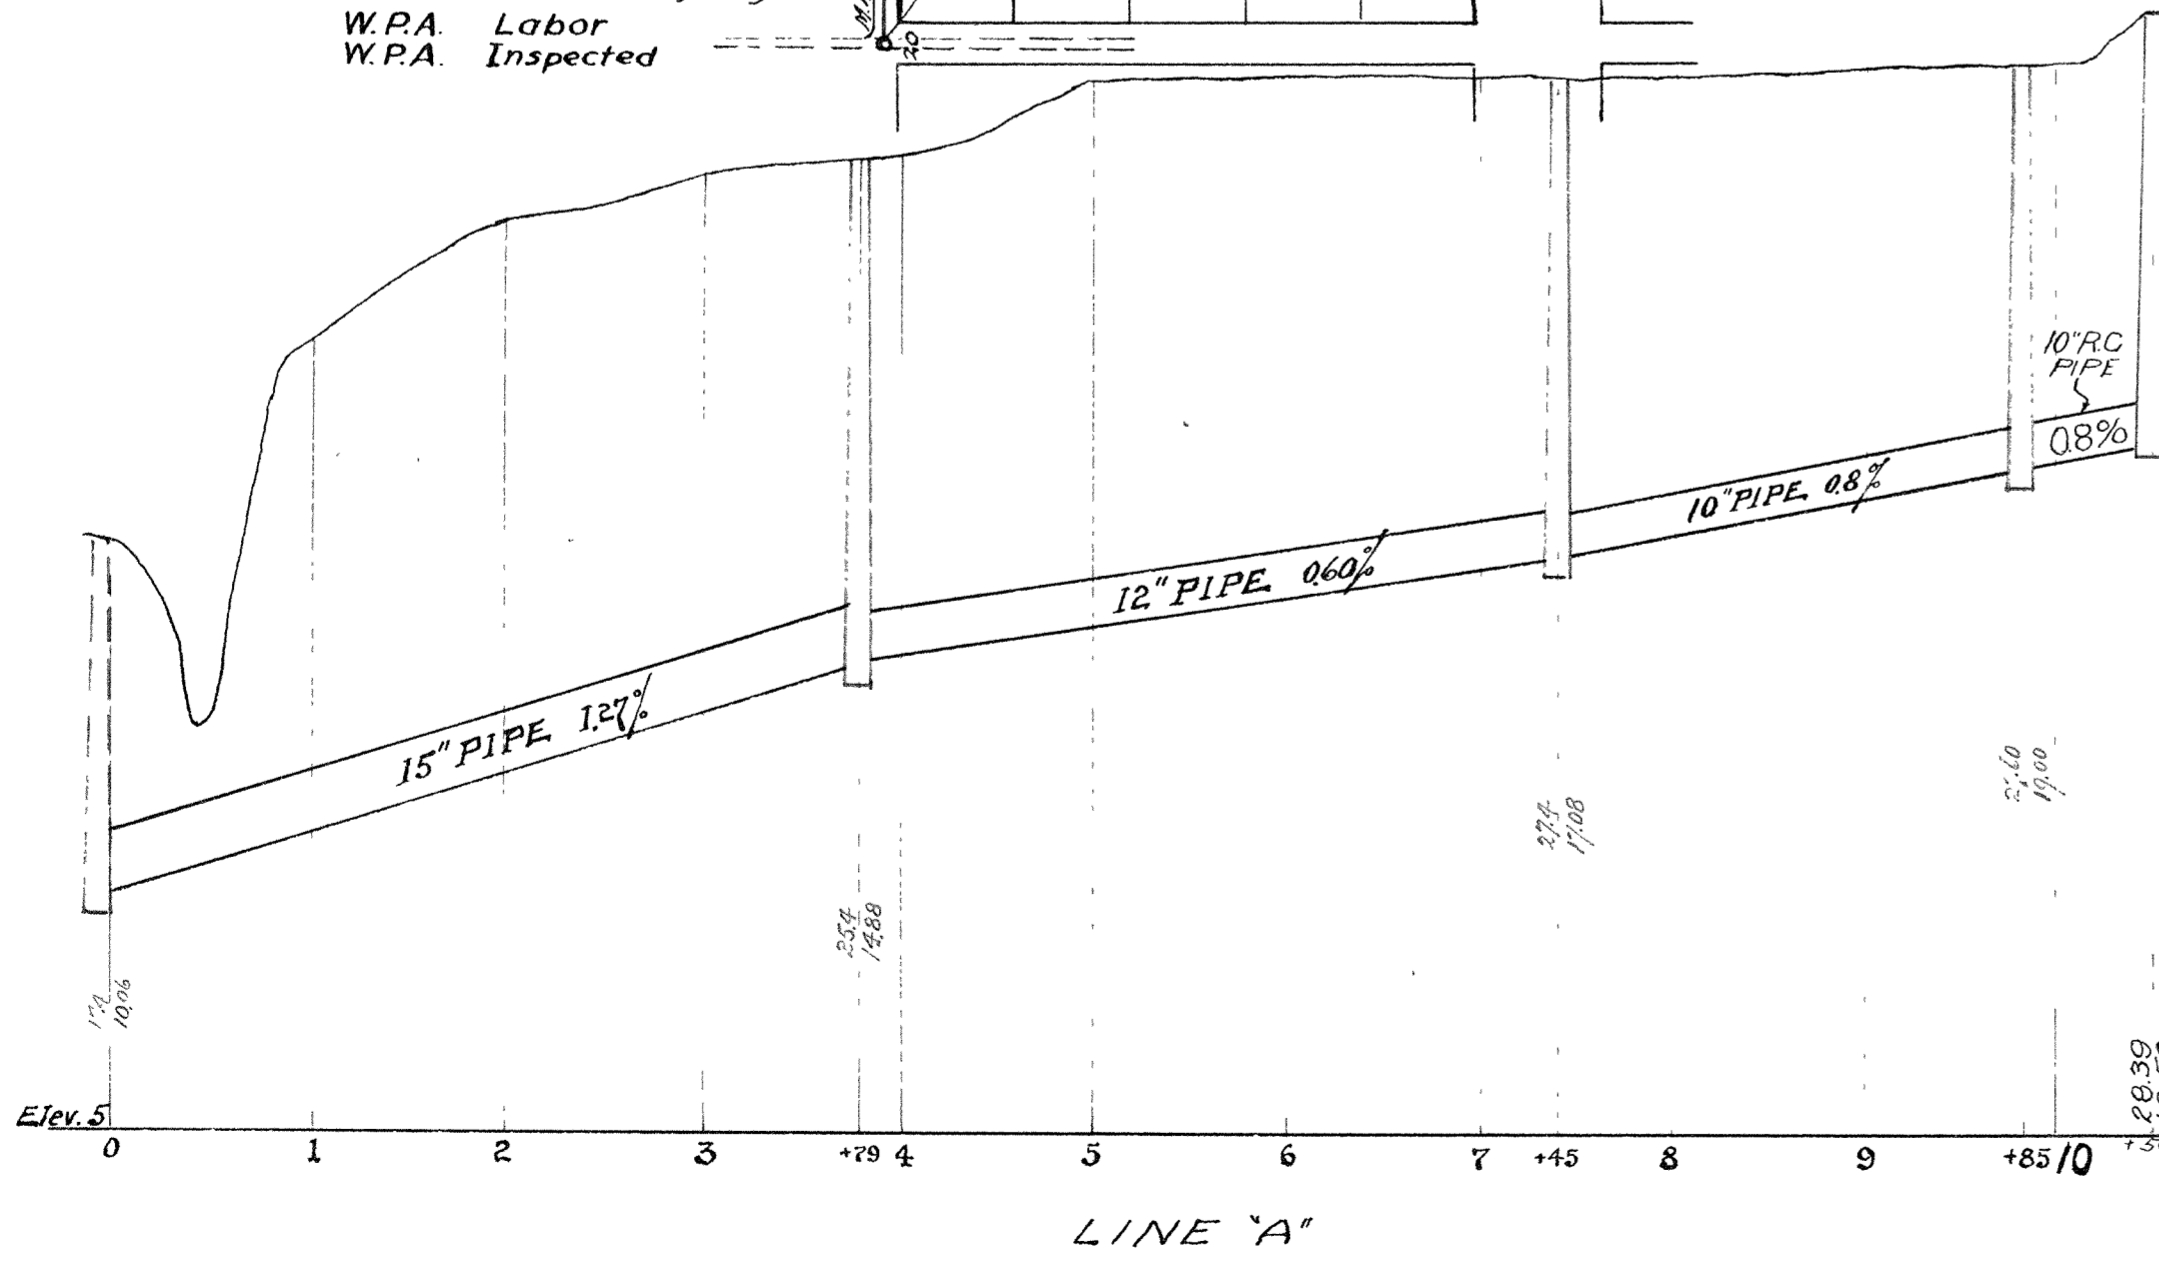 W.P.A. Labor
W.P.A. Inspected
20
10" R.C
PIPE
0.8%
10" PIPE 0.8%
12" PIPE 0.60%
15" PIPE 1.27%
19.00
27.4
17.08
25.4
14.88
10.06
28.39
Elev. 5
0 1 2 3 +79 4 5 6 7 +45 8 9 +85 10
LINE "A"